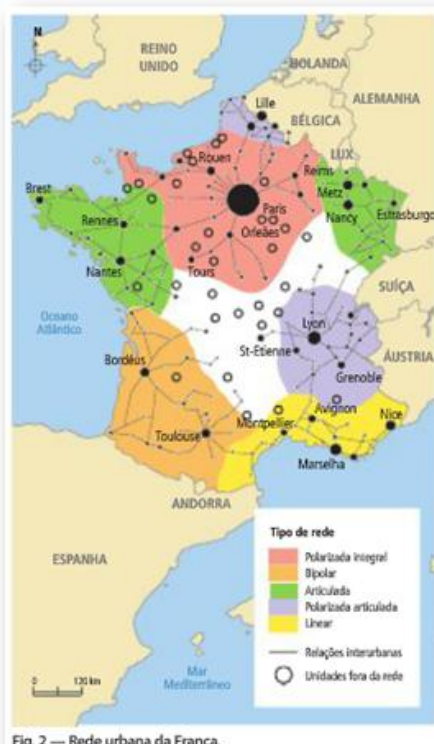 N
REINO
UNIDO
HOLANDA
ALEMANHA
Lille
BÉLGICA
LUX
Rouen
Reims
Metz
Brest
Paris
Nancy
Estrasburgo
Rennes
Orleães
Nantes
Tours
SUÍÇA
Oceano
Atlântico
Lyon
ÁUSTRIA
St-Etienne
Bordéus
Grenoble
Avignon
Nice
Montpellier
Toulouse
Marselha
ANDORRA
Tipo de rede
Polarizada integral
Bipolar
Articulada
Polarizada articulada
Linear
Relações interurbanas
Unidades fora da rede
ESPANHA
Mar
Mediterrâneo
0 120 km
Fig. 2 — Rede urbana da França.